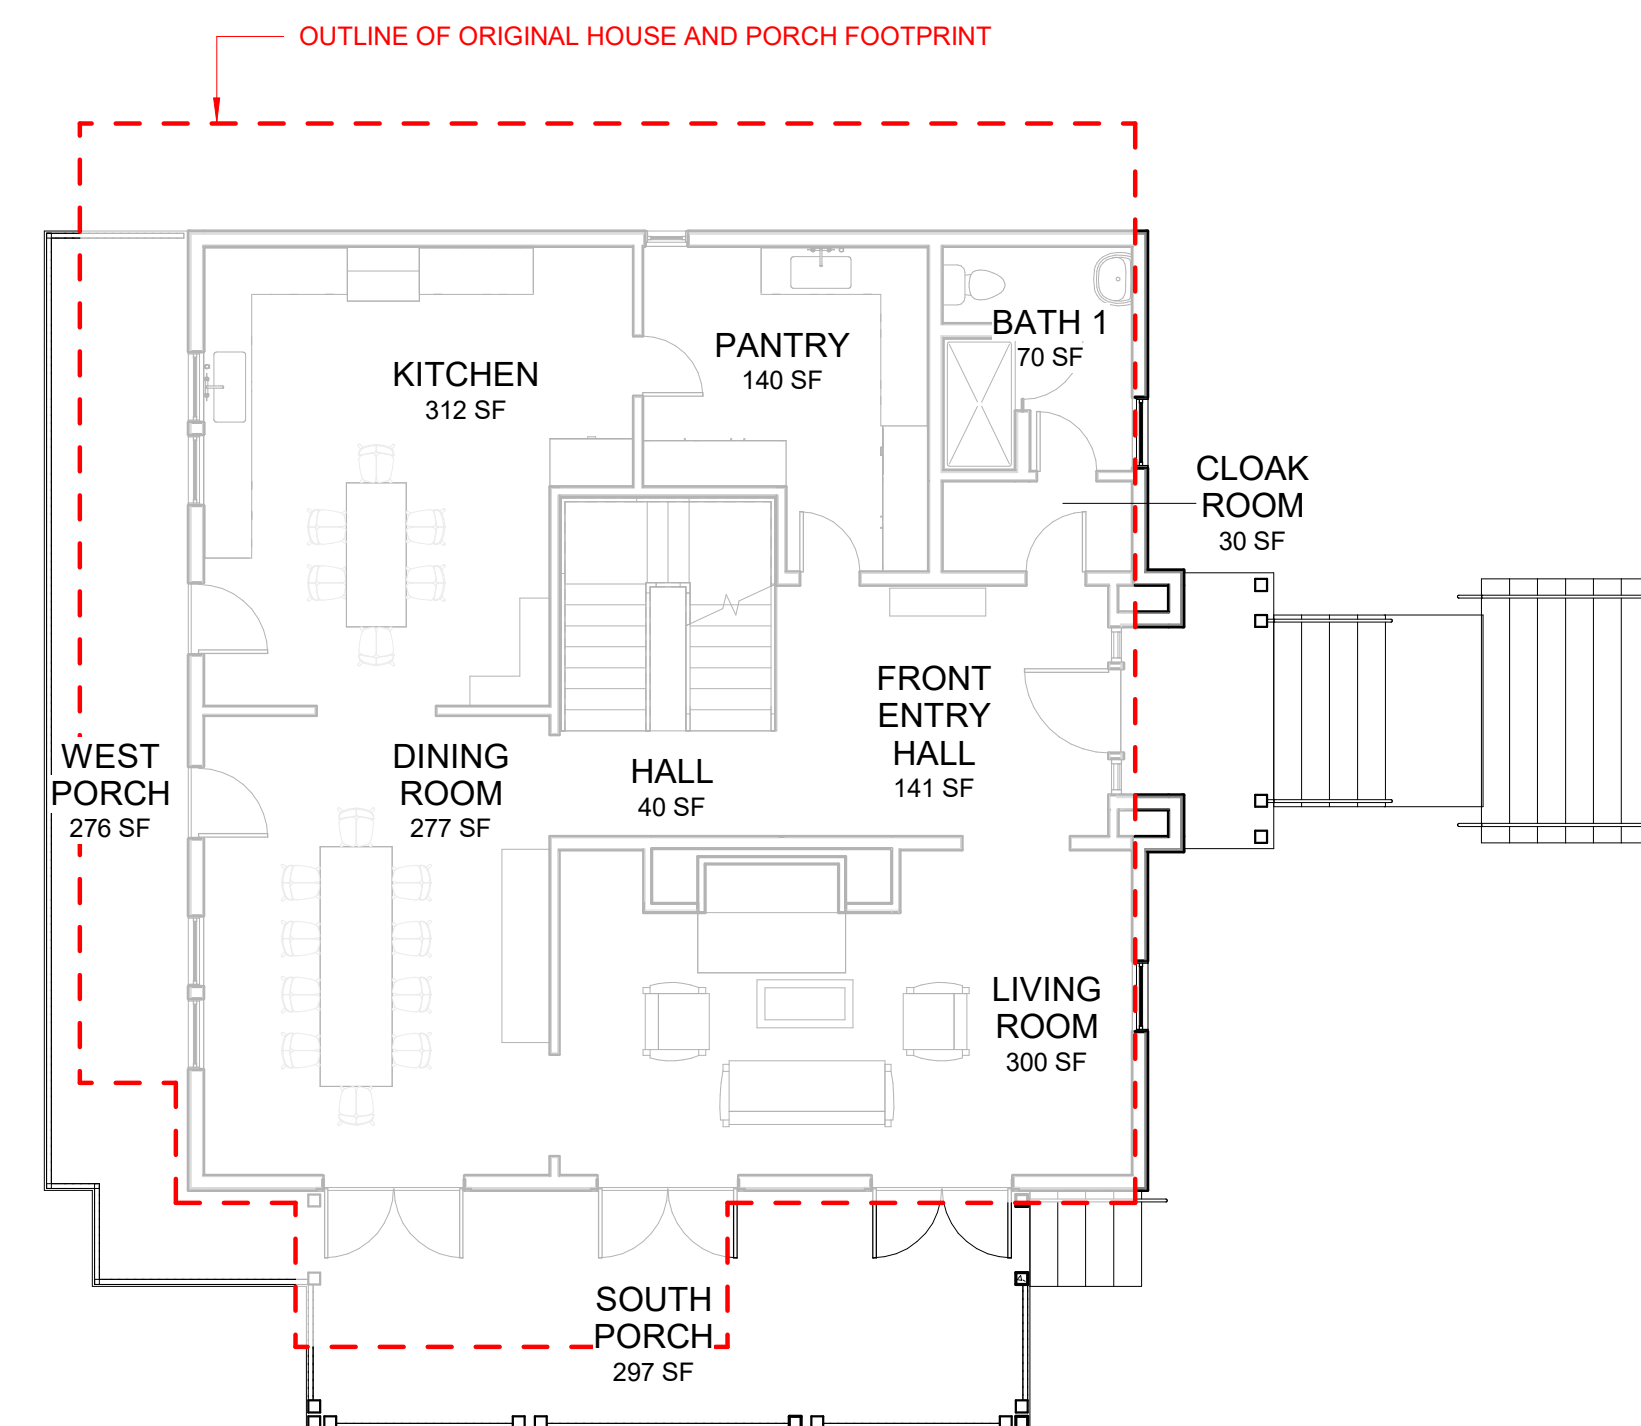 OUTLINE OF ORIGINAL HOUSE AND PORCH FOOTPRINT
BATH 1
70 SF
PANTRY
140 SF
KITCHEN
312 SF
CLOAK
ROOM
30 SF
FRONT
ENTRY
HALL
141 SF
WEST
PORCH
276 SF
DINING
ROOM
277 SF
HALL
40 SF
LIVING
ROOM
300 SF
SOUTH
PORCH
297 SF